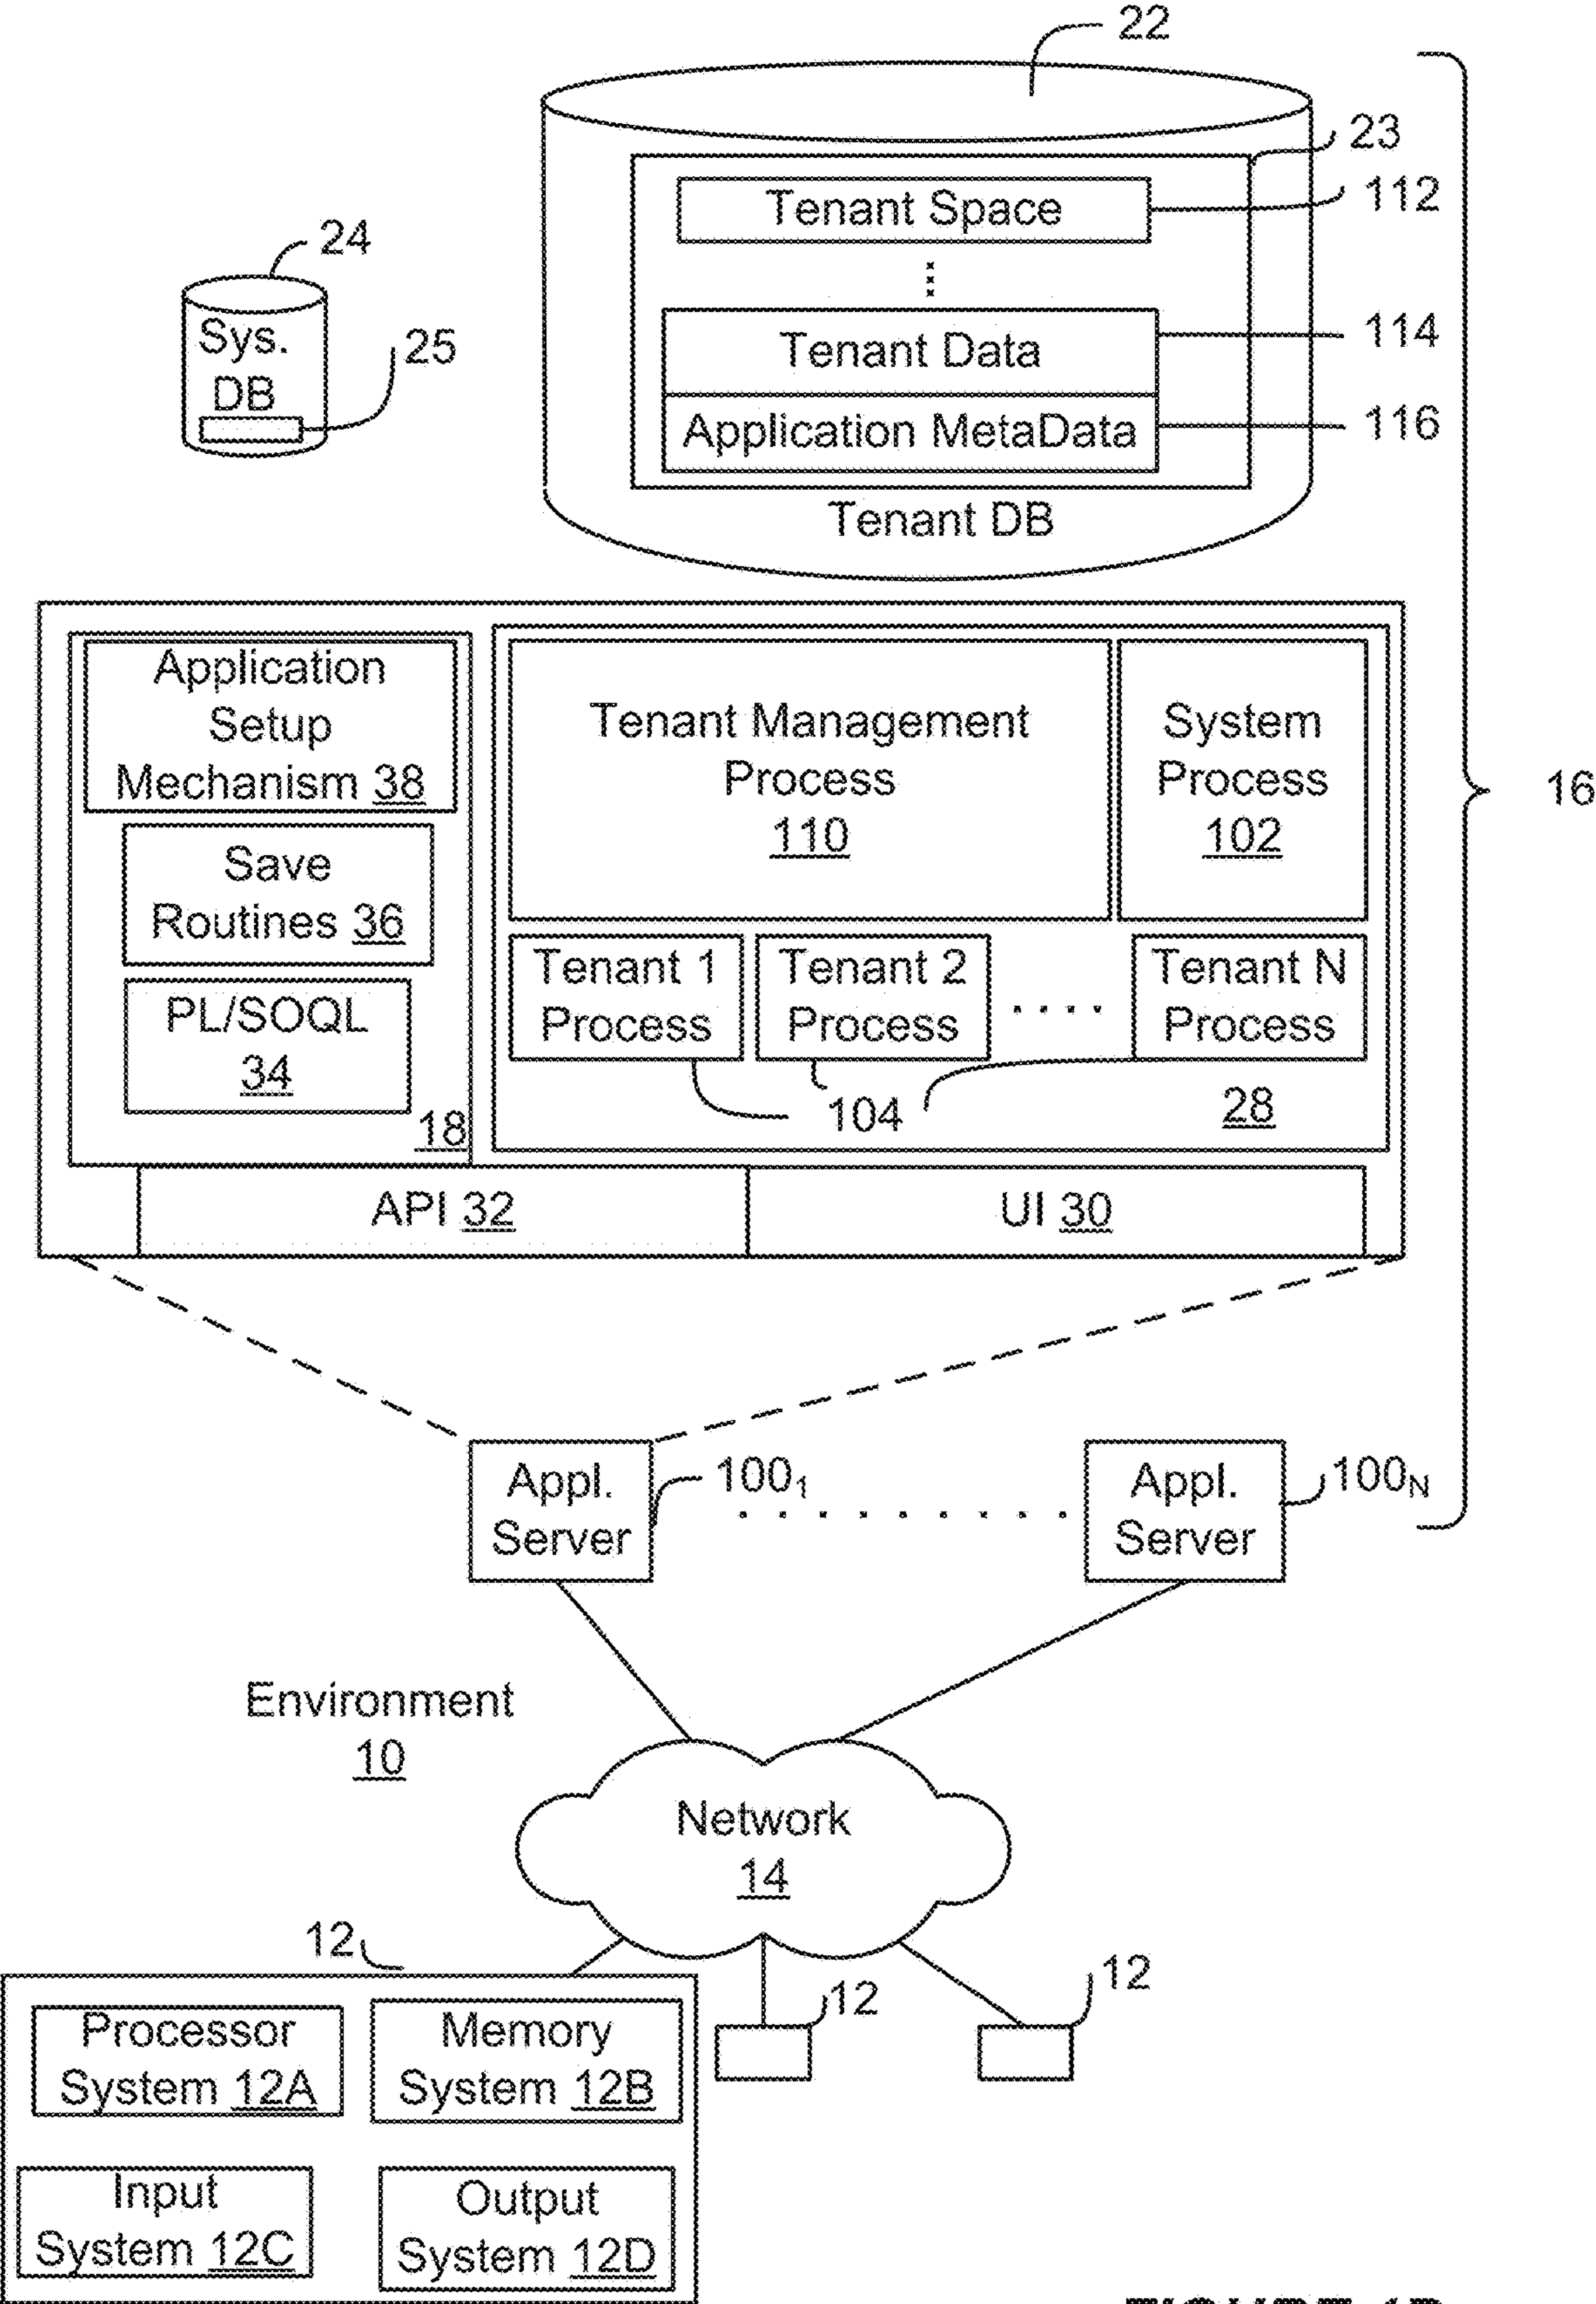 22
23
Tenant Space
112
24
Sys.
DB
25
Tenant Data
114
Application MetaData
116
Tenant DB
Application
Setup
Mechanism 38
Tenant Management
Process
110
System
Process
102
16
Save
Routines 36
Tenant 1
Process
Tenant 2
Process
Tenant N
Process
PL/SOQL
34
104
28
18
API 32
UI 30
Appl.
Server
100₁
Appl.
Server
100N
Environment
10
Network
14
12
12
12
Processor
System 12A
Memory
System 12B
Input
System 12C
Output
System 12D